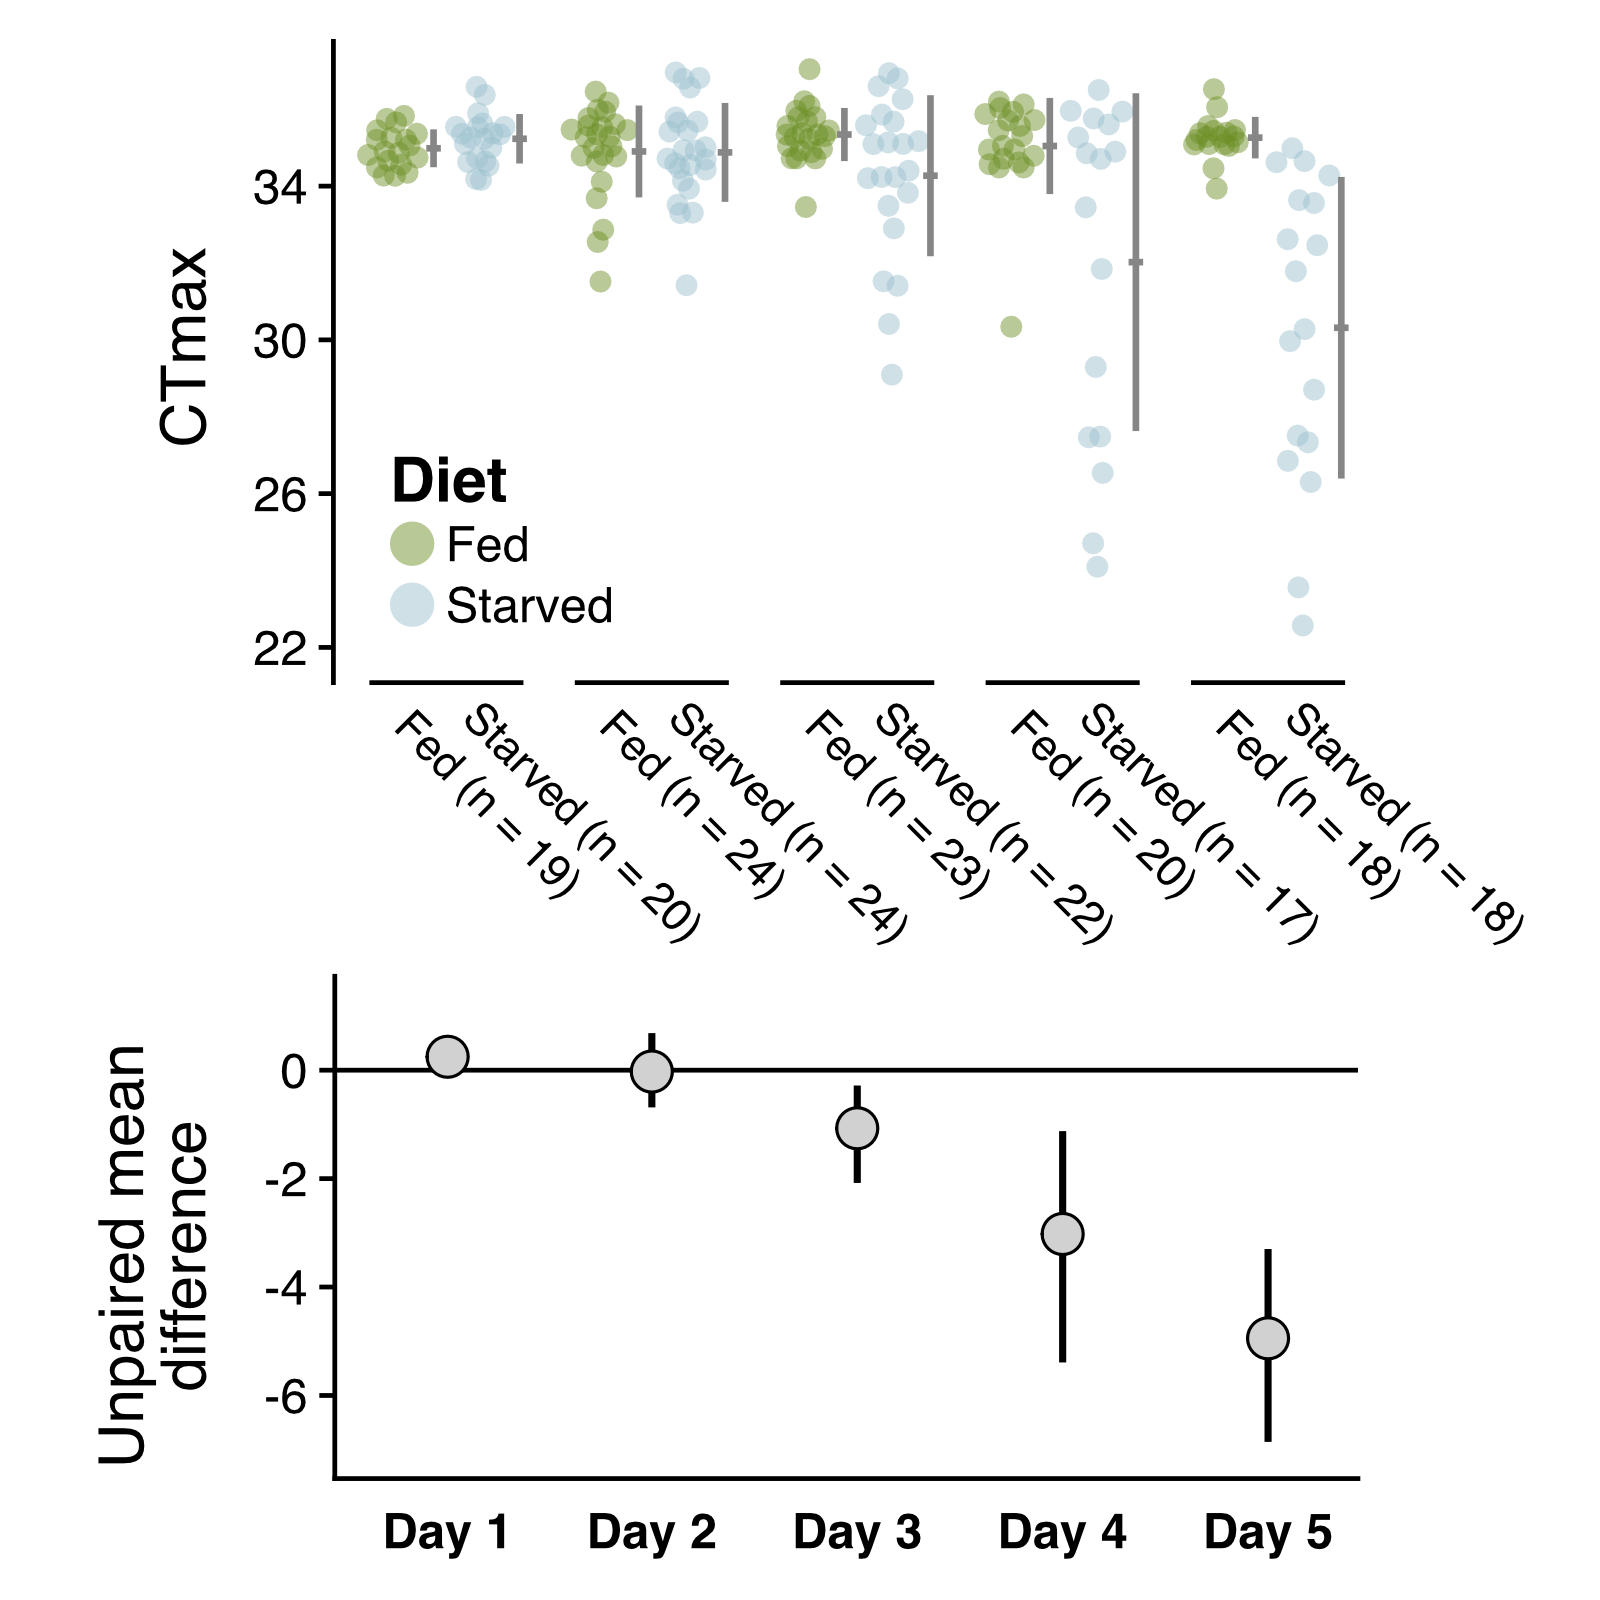 CTmax
34
30
26
22
Diet
Fed
Starved
Fed (n = 19)
Starved (n = 20)
Fed (n = 24)
Starved (n = 24)
Fed (n = 23)
Starved (n = 22)
Fed (n = 20)
Starved (n = 17)
Fed (n = 18)
Starved (n = 18)
Unpaired mean
difference
0
-2
-4
-6
Day 1
Day 2
Day 3
Day 4
Day 5